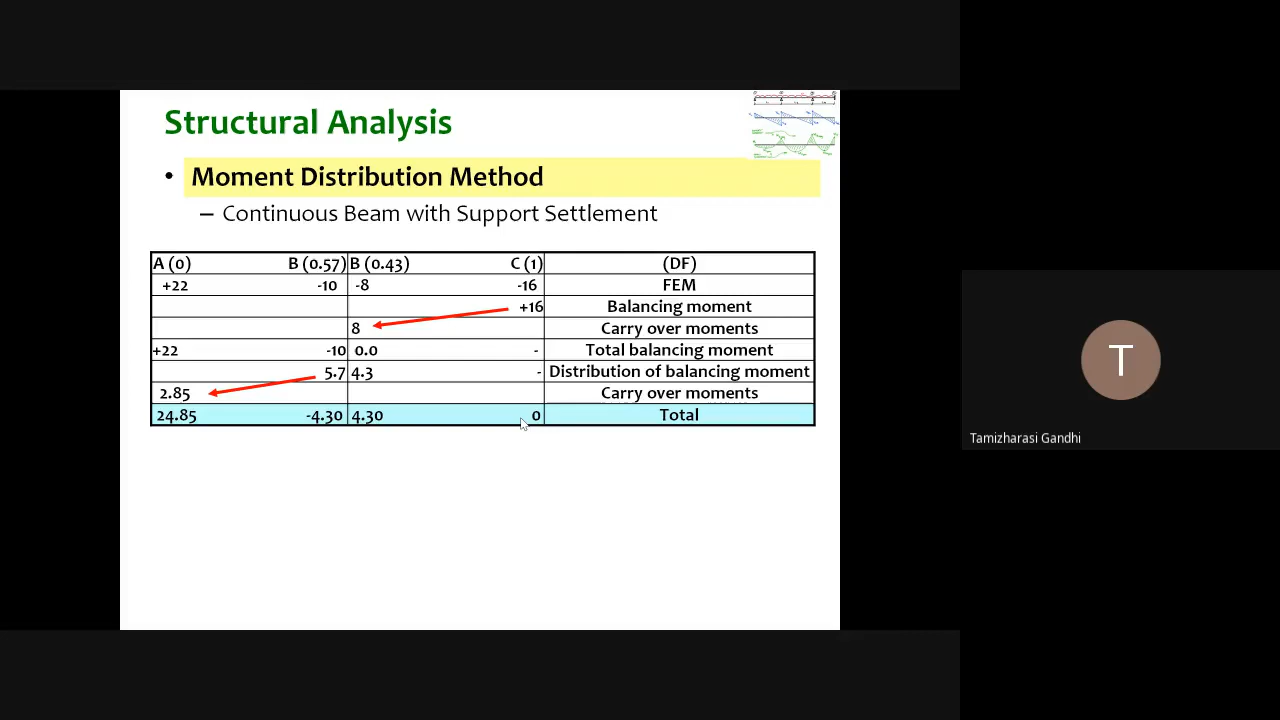 Structural Analysis
• Moment Distribution Method
– Continuous Beam with Support Settlement
A (0) B (0.57) B (0.43) C (1) (DF)
+22 -10 -8 -16 FEM
+16 Balancing moment
8 Carry over moments
+22 -10 0.0 - Total balancing moment
5.7 4.3 - Distribution of balancing moment
2.85 Carry over moments
24.85 -4.30 4.30 0 Total
T
Tamizharasi Gandhi